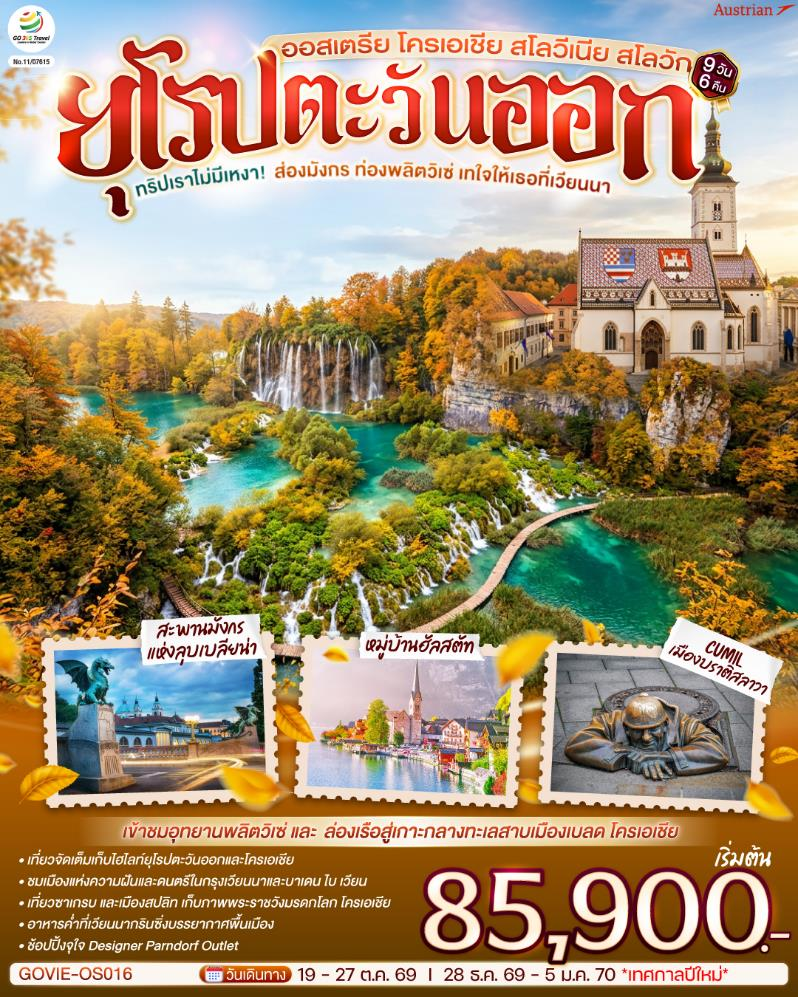 Austrian
GO 365 Travel
No.11/07615
ออสเตรีย โครเอเชีย สโลวีเนีย สโลวัก
9 วัน
6 คืน
ยุโรปตะวันออก
ทริปเราไม่มีเหงา! ส่องมังกร ท่องพลิตวิเซ่ เทใจให้เธอที่เวียนนา
สะพานมังกร
แห่งลุบเบลียน่า
หมู่บ้านฮัลสตัท
CUMIL
เมืองบราติสลาวา
เข้าชมอุทยานพลิตวิเซ่ และ ล่องเรือสู่เกาะกลางทะเลสาบเมืองเบลด โครเอเชีย
• เที่ยวจัดเต็มเก็บไฮไลท์ยุโรปตะวันออกและโครเอเชีย
• ชมเมืองแห่งความฝันและดนตรีในกรุงเวียนนาและบาเดน ไบ เวียน
• เที่ยวซาเกรบ และเมืองสปลิท เก็บภาพพระราชวังมรดกโลก โครเอเชีย
• อาหารค่ำที่เวียนนากรินซิ่งบรรยากาศพื้นเมือง
• ช้อปปิ้งจุใจ Designer Parndorf Outlet
เริ่มต้น
85,900.-
GOVIE-OS016 วันเดินทาง 19 - 27 ต.ค. 69 I 28 ธ.ค. 69 - 5 ม.ค. 70 *เทศกาลปีใหม่*